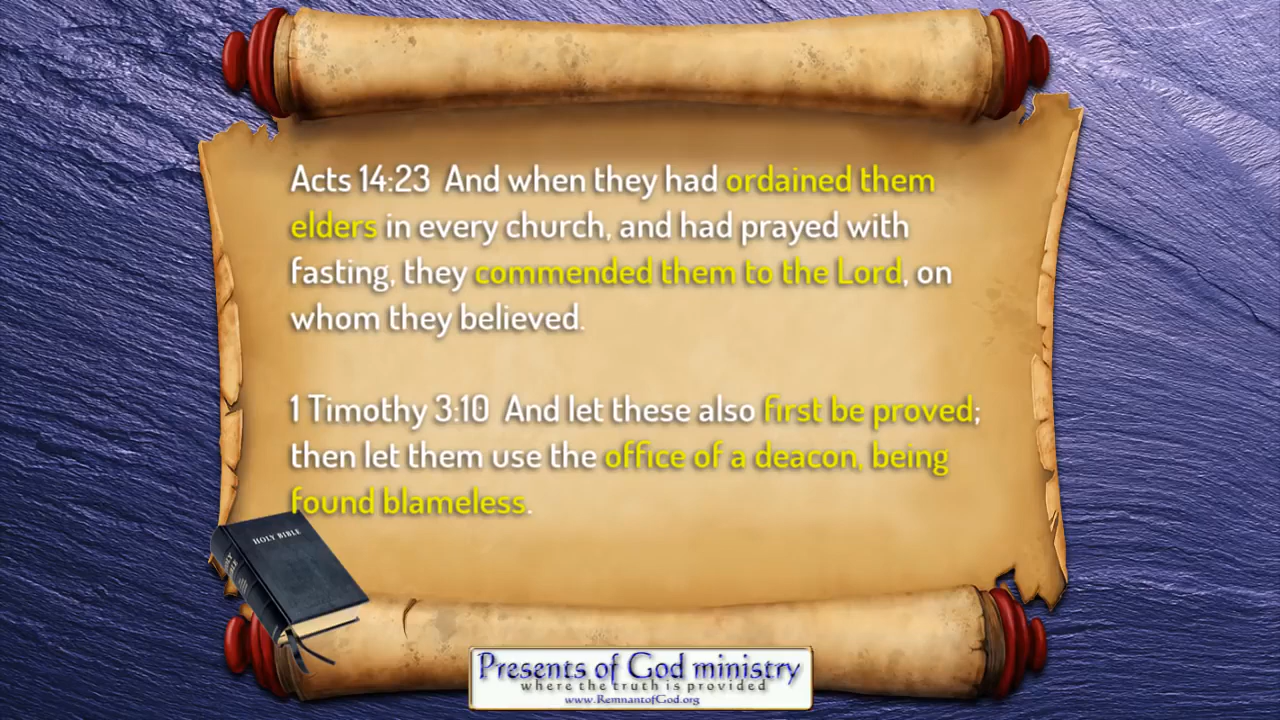 Acts 14:23 And when they had ordained them
elders in every church, and had prayed with
fasting, they commended them to the Lord, on
whom they believed.
1 Timothy 3:10 And let these also first be proved;
then let them use the office of a deacon, being
found blameless.
HOLY BIBLE
Presents of God ministry
where the truth is provided
www.RemnantofGod.org